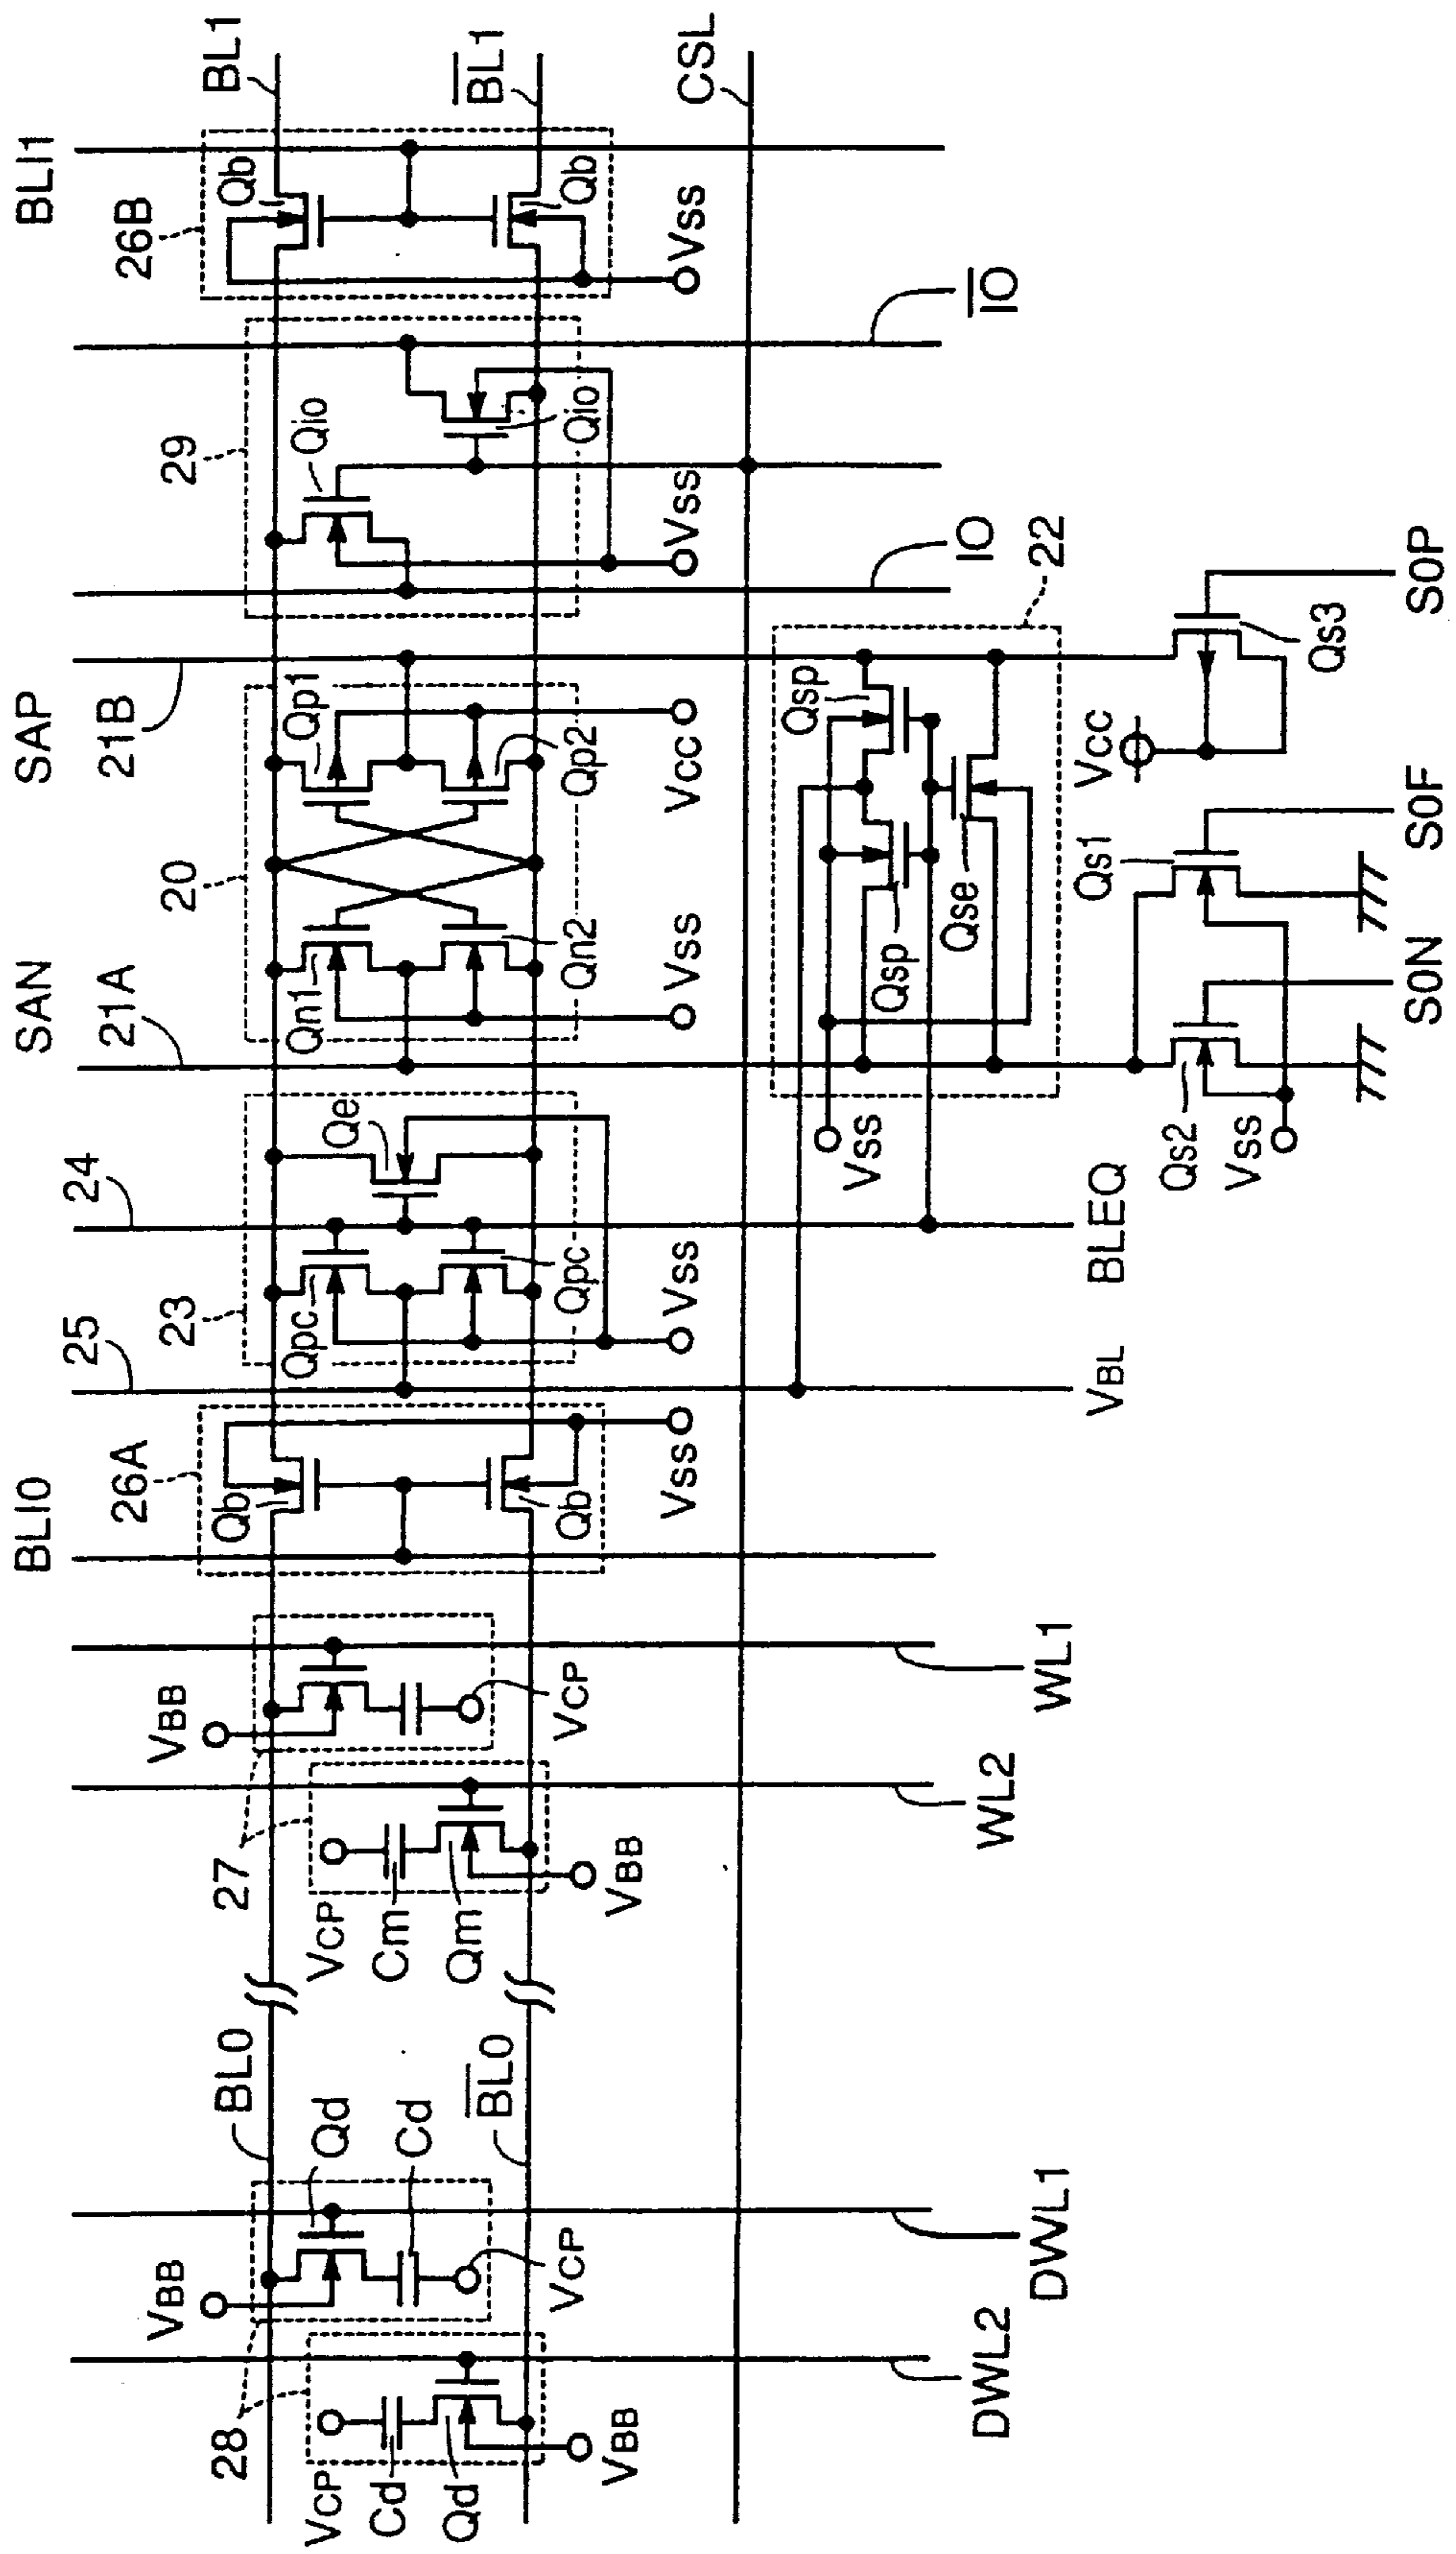 BLI0
25
24
SAN
SAP
BLI1
21A
21B
26A
23
20
29
26B
VBB
BL0
VBB
Qb
Qpc
Qe
Qn1
Qp1
Qio
Qb
BL1
28
Qd
27
Cd
VCP
Cd
Qd
VCP
VBB
B̅L̅0̅
VCP
Cm
Qm
VCP
VBB
Qb
Vss
Qpc
Vss
Qn2
Vss
Qp2
Vcc
Qio
Vss
Qb
Vss
B̅L̅1̅
CSL
DWL2
DWL1
WL2
WL1
VBL
BLEQ
Vss
Qsp
Qsp
Qse
22
IO
I̅O̅
Qs2
Vss
Qs1
Vcc
Qs3
S0N
S0F
S0P